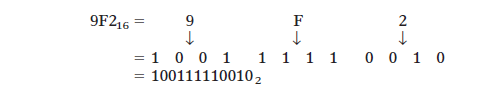 9F2₁₆ = 9 F 2
↓ ↓ ↓
= 1 0 0 1 1 1 1 1 0 0 1 0
= 100111110010₂